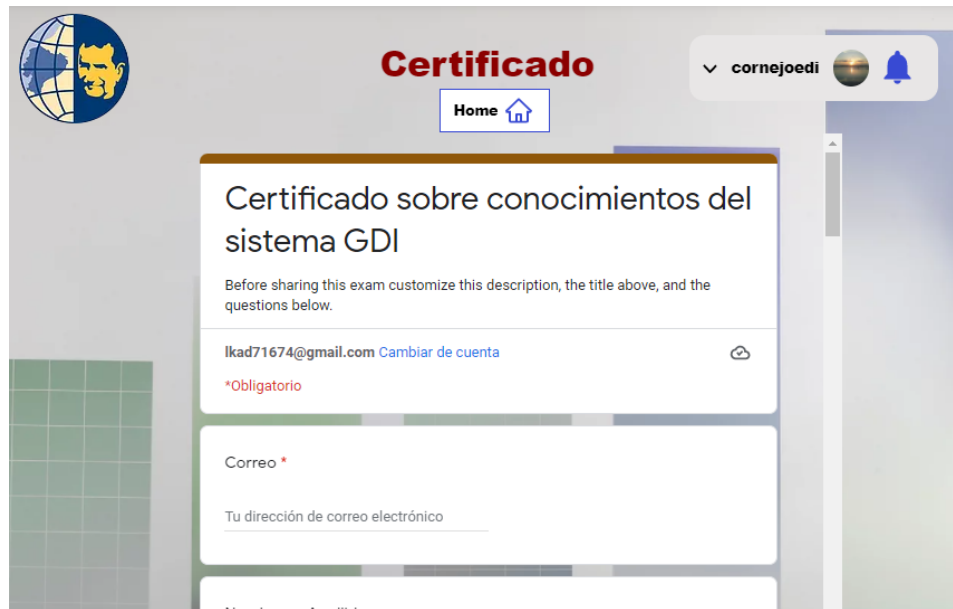 Certificado
cornejoedi
Home
Certificado sobre conocimientos del
sistema GDI
Before sharing this exam customize this description, the title above, and the
questions below.
lkad71674@gmail.com Cambiar de cuenta
*Obligatorio
Correo *
Tu dirección de correo electrónico